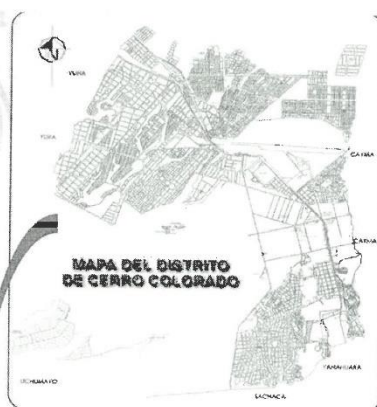 YURA
YURA
CAYMA
CAYMA
MAPA DEL DISTRITO
DE CERRO COLORADO
UCHUMAYO
YANAHUARA
SACHACA